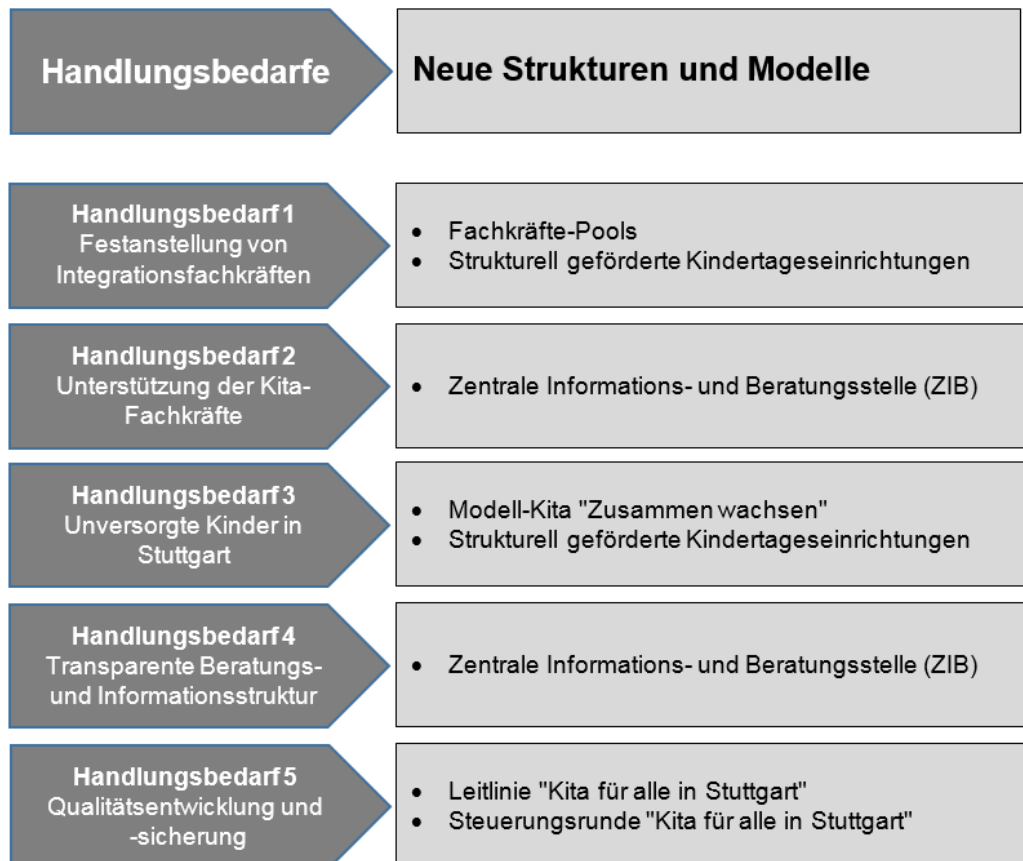 Handlungsbedarfe
Neue Strukturen und Modelle
Handlungsbedarf 1
Festanstellung von
Integrationsfachkräften
• Fachkräfte-Pools
• Strukturell geförderte Kindertageseinrichtungen
Handlungsbedarf 2
Unterstützung der Kita-
Fachkräfte
• Zentrale Informations- und Beratungsstelle (ZIB)
Handlungsbedarf 3
Unversorgte Kinder in
Stuttgart
• Modell-Kita "Zusammen wachsen"
• Strukturell geförderte Kindertageseinrichtungen
Handlungsbedarf 4
Transparente Beratungs-
und Informationsstruktur
• Zentrale Informations- und Beratungsstelle (ZIB)
Handlungsbedarf 5
Qualitätsentwicklung und
-sicherung
• Leitlinie "Kita für alle in Stuttgart"
• Steuerungsrunde "Kita für alle in Stuttgart"